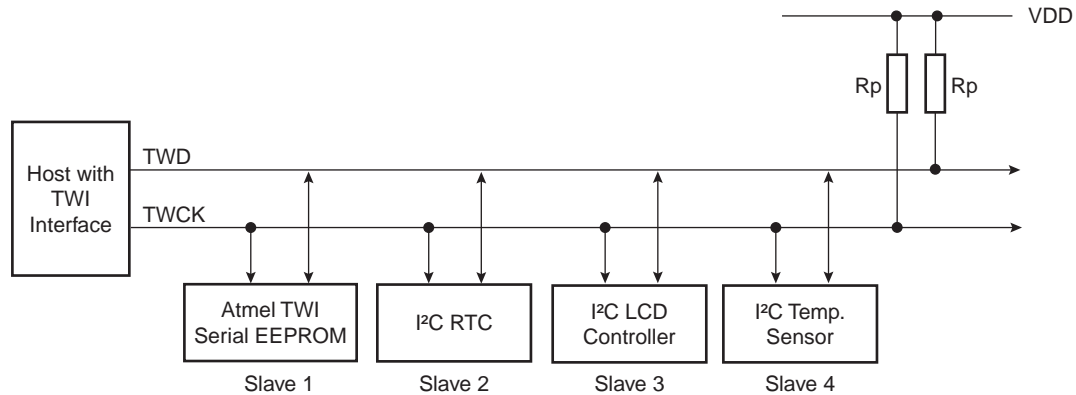 VDD
Rp
Rp
Host with
TWI
Interface
TWD
TWCK
Atmel TWI
Serial EEPROM
I²C RTC
I²C LCD
Controller
I²C Temp.
Sensor
Slave 1
Slave 2
Slave 3
Slave 4